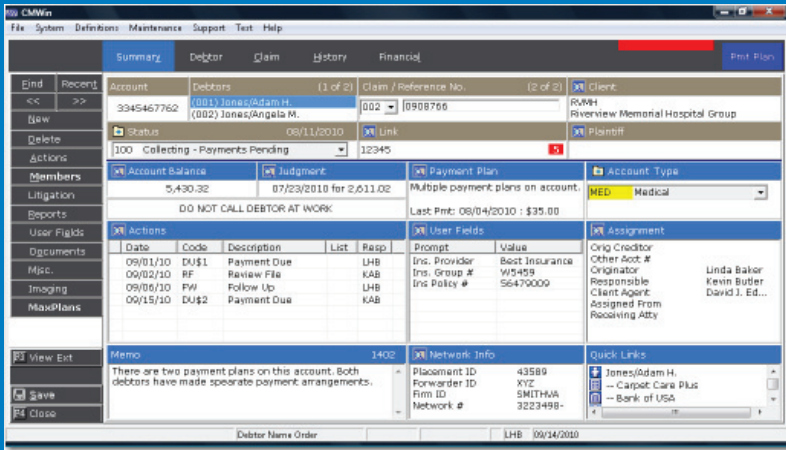 CMWin
File System Definitions Maintenance Support Text Help
Summary Debtor Claim History Financial Pmt Plan
Find Recent
<< >>
New
Delete
Actions
Members
Litigation
Reports
User Fields
Documents
Misc.
Imaging
MaxPlans
F3 View Ext
Save
F4 Close
Account Debtors (1 of 2) Claim / Reference No. (2 of 2) Client
3345467762 (001) Jones/Adam H. 002 0908766 RVMH
(002) Jones/Angela M. Riverview Memorial Hospital Group
Status 08/11/2010 Link Plaintiff
100 Collecting - Payments Pending 12345 5
Account Balance Judgment Payment Plan Account Type
5,430.32 07/23/2010 for 2,611.02 Multiple payment plans on account. MED Medical
DO NOT CALL DEBTOR AT WORK Last Pmt: 08/04/2010 : $35.00
Actions
Date Code Description List Resp
09/01/10 DU$1 Payment Due LHB
09/02/10 RF Review File KAB
09/06/10 FW Follow Up LHB
09/15/10 DU$2 Payment Due KAB
User Fields
Prompt Value
Ins. Provider Best Insurance
Ins. Group # W5459
Ins Policy # S6479009
Assignment
Orig Creditor
Other Acct #
Originator Linda Baker
Responsible Kevin Butler
Client Agent David J. Ed...
Assigned From
Receiving Atty
Memo 1402
There are two payment plans on this account. Both
debtors have made spearate payment arrangements.
Network Info
Placement ID 43589
Forwarder ID XYZ
Firm ID SMITHVA
Network # 3223498-
Quick Links
Jones/Adam H.
-- Carpet Care Plus
-- Bank of USA
Debtor Name Order LHB 09/14/2010